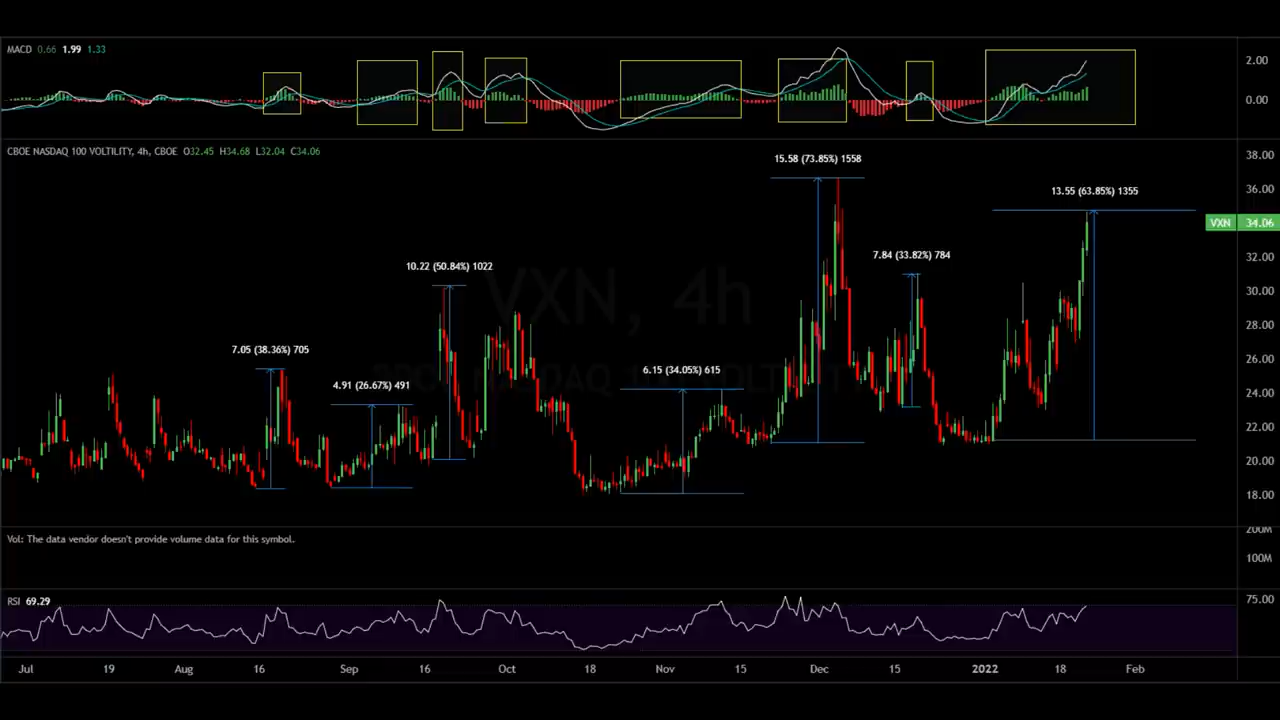 MACD 0.66 1.99 1.33
2.00
0.00
CBOE NASDAQ 100 VOLTILITY, 4h, CBOE O32.45 H34.68 L32.04 C34.06
15.58 (73.85%) 1558
38.00
36.00
13.55 (63.85%) 1355
VXN 34.06
7.84 (33.82%) 784
32.00
10.22 (50.84%) 1022
VXN, 4h
30.00
28.00
7.05 (38.36%) 705
26.00
6.15 (34.05%) 615
4.91 (26.67%) 491
24.00
22.00
20.00
18.00
200M
Vol: The data vendor doesn't provide volume data for this symbol.
100M
RSI 69.29
75.00
Jul 19 Aug 16 Sep 16 Oct 18 Nov 15 Dec 15 2022 18 Feb